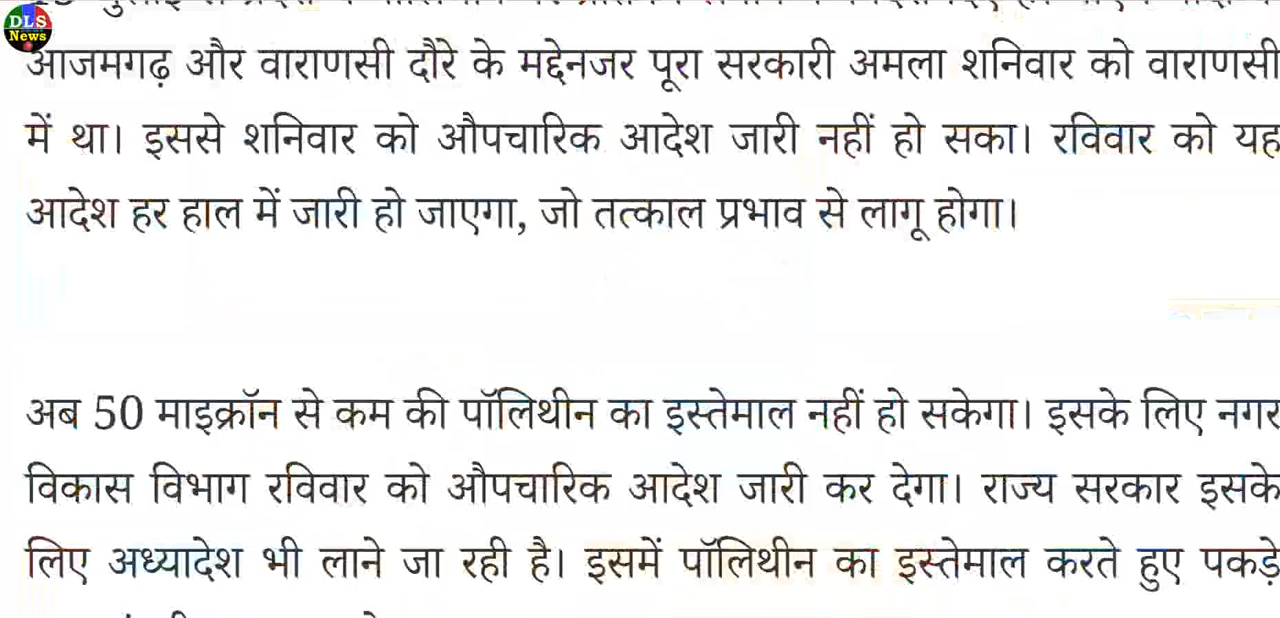 DLS
News
आजमगढ़ और वाराणसी दौरे के मद्देनजर पूरा सरकारी अमला शनिवार को वाराणसी
में था। इससे शनिवार को औपचारिक आदेश जारी नहीं हो सका। रविवार को यह
आदेश हर हाल में जारी हो जाएगा, जो तत्काल प्रभाव से लागू होगा।
अब 50 माइक्रॉन से कम की पॉलिथीन का इस्तेमाल नहीं हो सकेगा। इसके लिए नगर
विकास विभाग रविवार को औपचारिक आदेश जारी कर देगा। राज्य सरकार इसके
लिए अध्यादेश भी लाने जा रही है। इसमें पॉलिथीन का इस्तेमाल करते हुए पकड़े